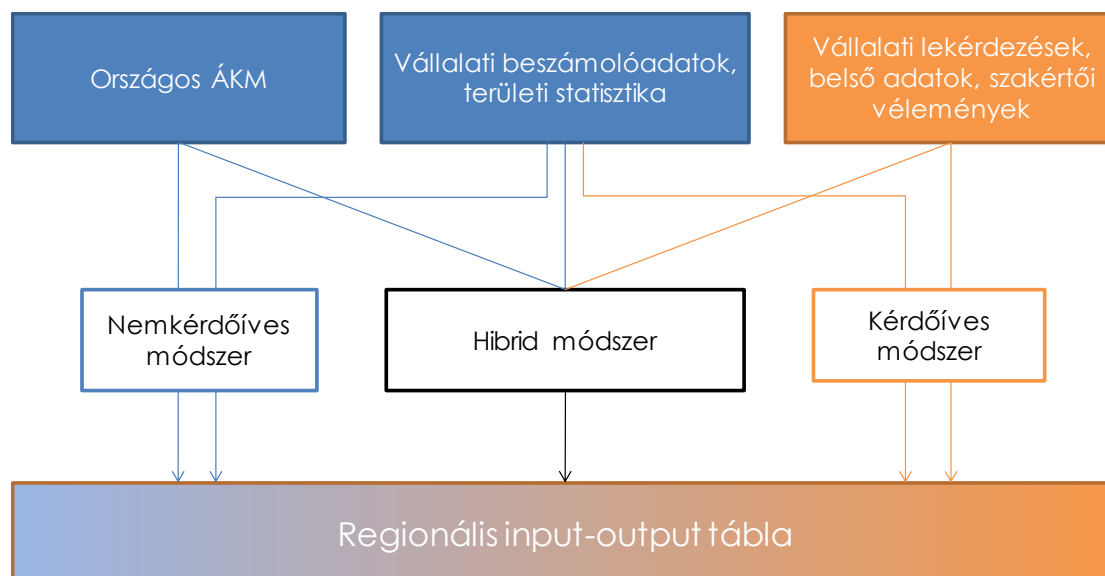 Országos ÁKM
Vállalati beszámolóadatok,
területi statisztika
Vállalati lekérdezések,
belső adatok, szakértői
vélemények
Nemkérdőíves
módszer
Hibrid módszer
Kérdőíves
módszer
Regionális input-output tábla